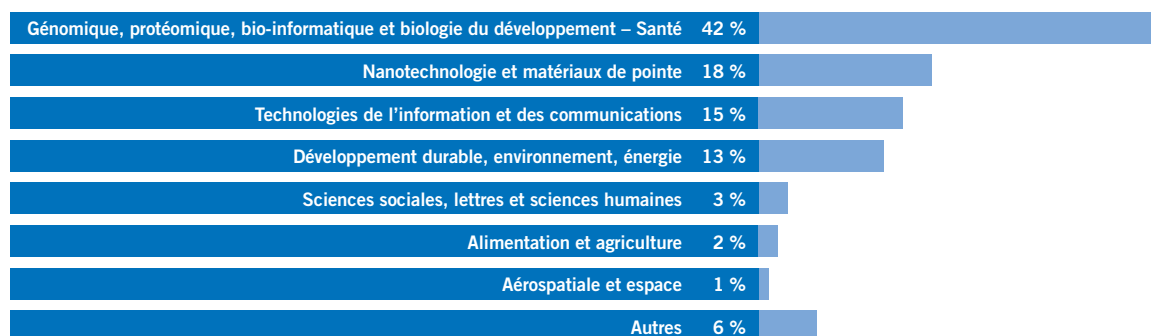 Génomique, protéomique, bio-informatique et biologie du développement – Santé 42 %
Nanotechnologie et matériaux de pointe 18 %
Technologies de l'information et des communications 15 %
Développement durable, environnement, énergie 13 %
Sciences sociales, lettres et sciences humaines 3 %
Alimentation et agriculture 2 %
Aérospatiale et espace 1 %
Autres 6 %